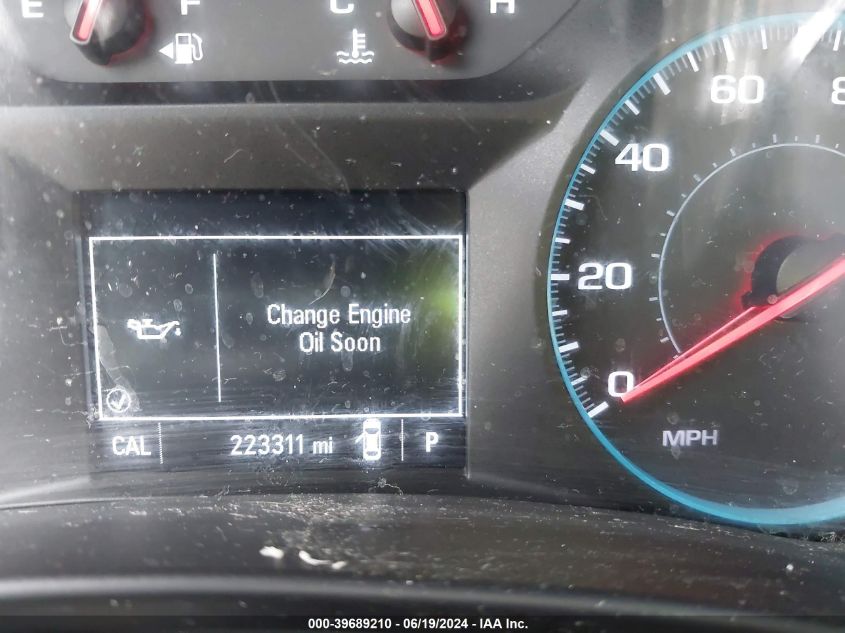 E F C H
60 8
40
20
0
MPH
Change Engine
Oil Soon
CAL 223311 mi P
000-39689210 - 06/19/2024 - IAA Inc.